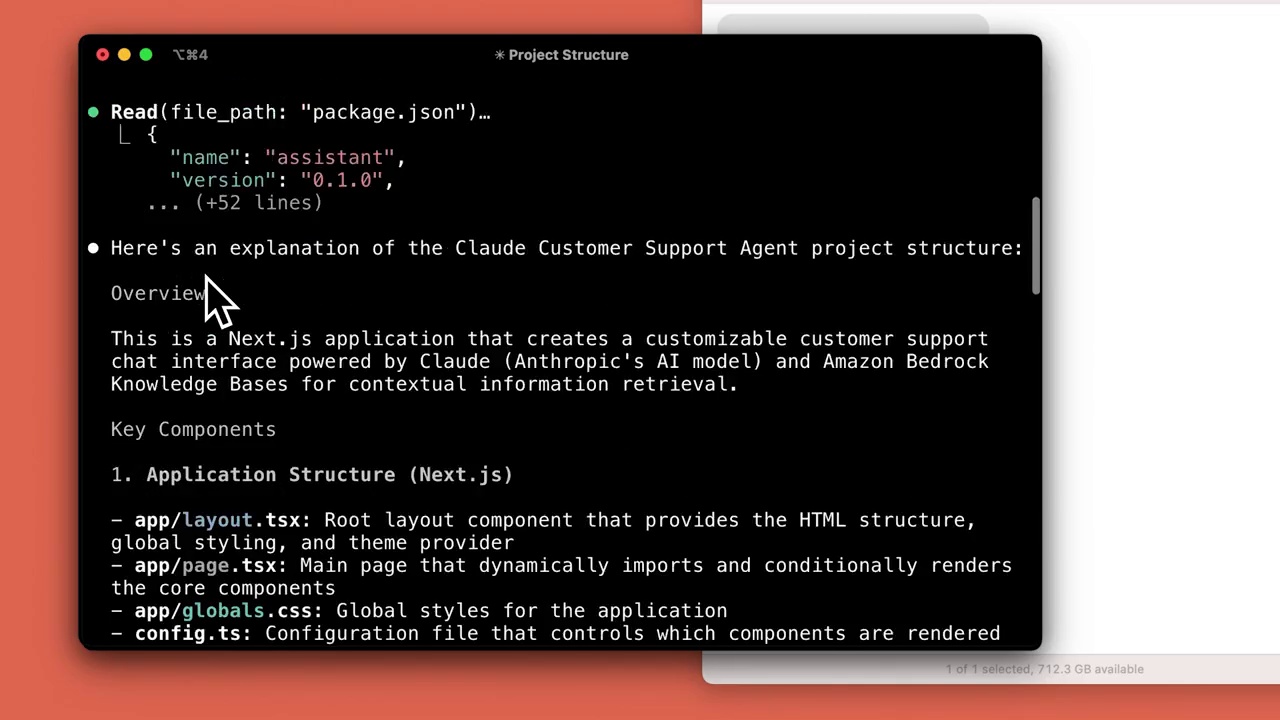 ⌥⌘4
✳ Project Structure
● Read(file_path: "package.json")…
⎿ {
"name": "assistant",
"version": "0.1.0",
... (+52 lines)
● Here's an explanation of the Claude Customer Support Agent project structure:
Overview
This is a Next.js application that creates a customizable customer support
chat interface powered by Claude (Anthropic's AI model) and Amazon Bedrock
Knowledge Bases for contextual information retrieval.
Key Components
1. Application Structure (Next.js)
- app/layout.tsx: Root layout component that provides the HTML structure,
global styling, and theme provider
- app/page.tsx: Main page that dynamically imports and conditionally renders
the core components
- app/globals.css: Global styles for the application
- config.ts: Configuration file that controls which components are rendered
1 of 1 selected, 712.3 GB available